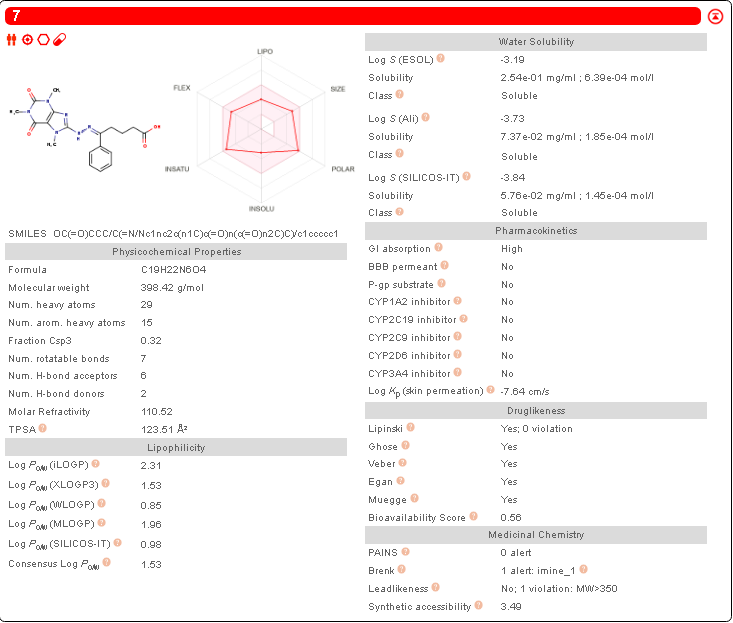 7
LIPO
FLEX
SIZE
INSATU
POLAR
INSOLU
SMILES OC(=O)CCC/C(=N/Nc1nc2c(n1C)c(=O)n(c(=O)n2C)C)/c1ccccc1
Physicochemical Properties
Formula C19H22N6O4
Molecular weight 398.42 g/mol
Num. heavy atoms 29
Num. arom. heavy atoms 15
Fraction Csp3 0.32
Num. rotatable bonds 7
Num. H-bond acceptors 6
Num. H-bond donors 2
Molar Refractivity 110.52
TPSA 123.51 Å²
Lipophilicity
Log Po/w (iLOGP) 2.31
Log Po/w (XLOGP3) 1.53
Log Po/w (WLOGP) 0.85
Log Po/w (MLOGP) 1.96
Log Po/w (SILICOS-IT) 0.98
Consensus Log Po/w 1.53
Water Solubility
Log S (ESOL) -3.19
Solubility 2.54e-01 mg/ml ; 6.39e-04 mol/l
Class Soluble
Log S (Ali) -3.73
Solubility 7.37e-02 mg/ml ; 1.85e-04 mol/l
Class Soluble
Log S (SILICOS-IT) -3.84
Solubility 5.76e-02 mg/ml ; 1.45e-04 mol/l
Class Soluble
Pharmacokinetics
GI absorption High
BBB permeant No
P-gp substrate No
CYP1A2 inhibitor No
CYP2C19 inhibitor No
CYP2C9 inhibitor No
CYP2D6 inhibitor No
CYP3A4 inhibitor No
Log Kp (skin permeation) -7.64 cm/s
Druglikeness
Lipinski Yes; 0 violation
Ghose Yes
Veber Yes
Egan Yes
Muegge Yes
Bioavailability Score 0.56
Medicinal Chemistry
PAINS 0 alert
Brenk 1 alert: imine_1
Leadlikeness No; 1 violation: MW>350
Synthetic accessibility 3.49